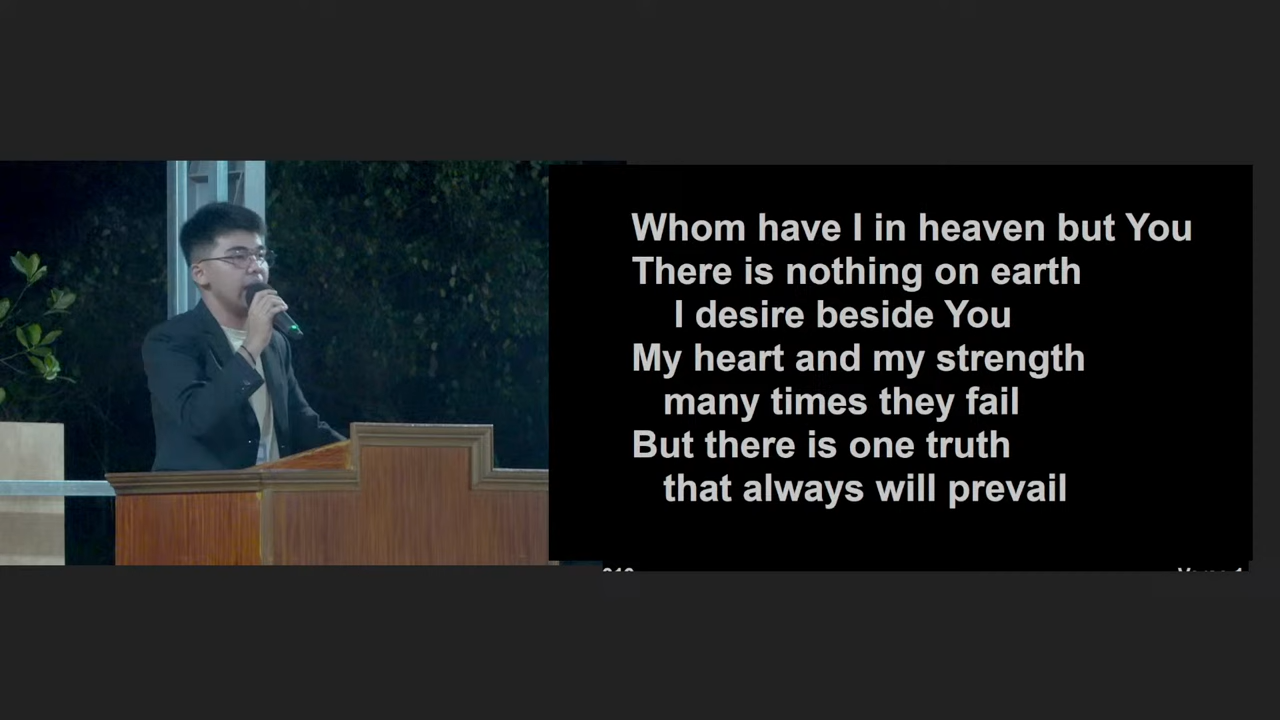 Whom have I in heaven but You
There is nothing on earth
I desire beside You
My heart and my strength
many times they fail
But there is one truth
that always will prevail